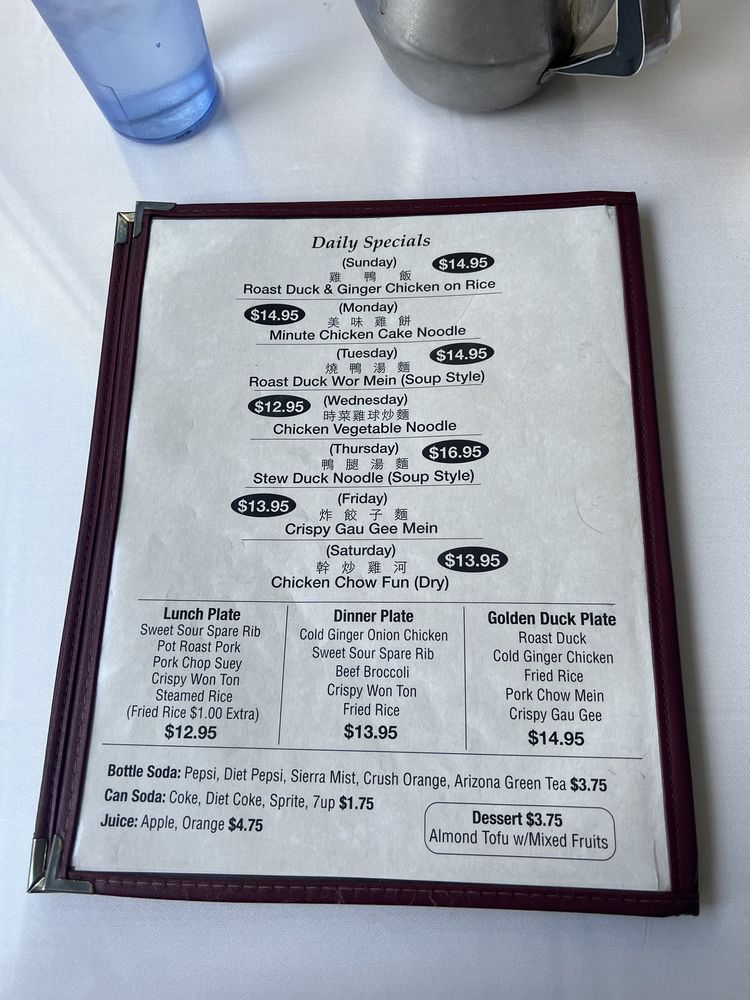 Daily Specials
(Sunday) $14.95
雞 鴨 飯
Roast Duck & Ginger Chicken on Rice
$14.95 (Monday)
美 味 雞 餅
Minute Chicken Cake Noodle
(Tuesday) $14.95
燒 鴨 湯 麵
Roast Duck Wor Mein (Soup Style)
$12.95 (Wednesday)
時菜雞球炒麵
Chicken Vegetable Noodle
(Thursday) $16.95
鴨 腿 湯 麵
Stew Duck Noodle (Soup Style)
$13.95 (Friday)
炸 餃 子 麵
Crispy Gau Gee Mein
(Saturday) $13.95
幹 炒 雞 河
Chicken Chow Fun (Dry)
Lunch Plate
Sweet Sour Spare Rib
Pot Roast Pork
Pork Chop Suey
Crispy Won Ton
Steamed Rice
(Fried Rice $1.00 Extra)
$12.95
Dinner Plate
Cold Ginger Onion Chicken
Sweet Sour Spare Rib
Beef Broccoli
Crispy Won Ton
Fried Rice
$13.95
Golden Duck Plate
Roast Duck
Cold Ginger Chicken
Fried Rice
Pork Chow Mein
Crispy Gau Gee
$14.95
Bottle Soda: Pepsi, Diet Pepsi, Sierra Mist, Crush Orange, Arizona Green Tea $3.75
Can Soda: Coke, Diet Coke, Sprite, 7up $1.75
Juice: Apple, Orange $4.75
Dessert $3.75
Almond Tofu w/Mixed Fruits